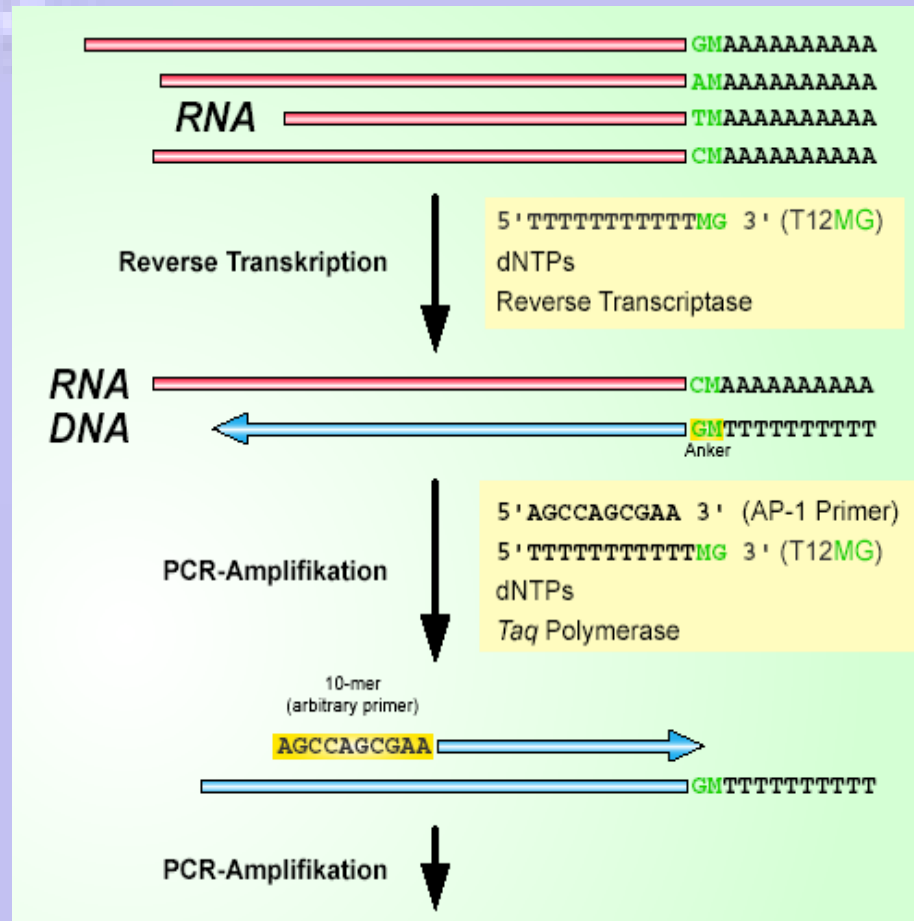 GMAAAAAAAAAA
AMAAAAAAAAAA
RNA TMAAAAAAAAAA
CMAAAAAAAAAA
Reverse Transkription
5'TTTTTTTTTTTTMG 3' (T12MG)
dNTPs
Reverse Transcriptase
RNA CMAAAAAAAAAA
DNA GMTTTTTTTTTT
Anker
PCR-Amplifikation
5'AGCCAGCGAA 3' (AP-1 Primer)
5'TTTTTTTTTTTTMG 3' (T12MG)
dNTPs
Taq Polymerase
10-mer
(arbitrary primer)
AGCCAGCGAA
GMTTTTTTTTTT
PCR-Amplifikation